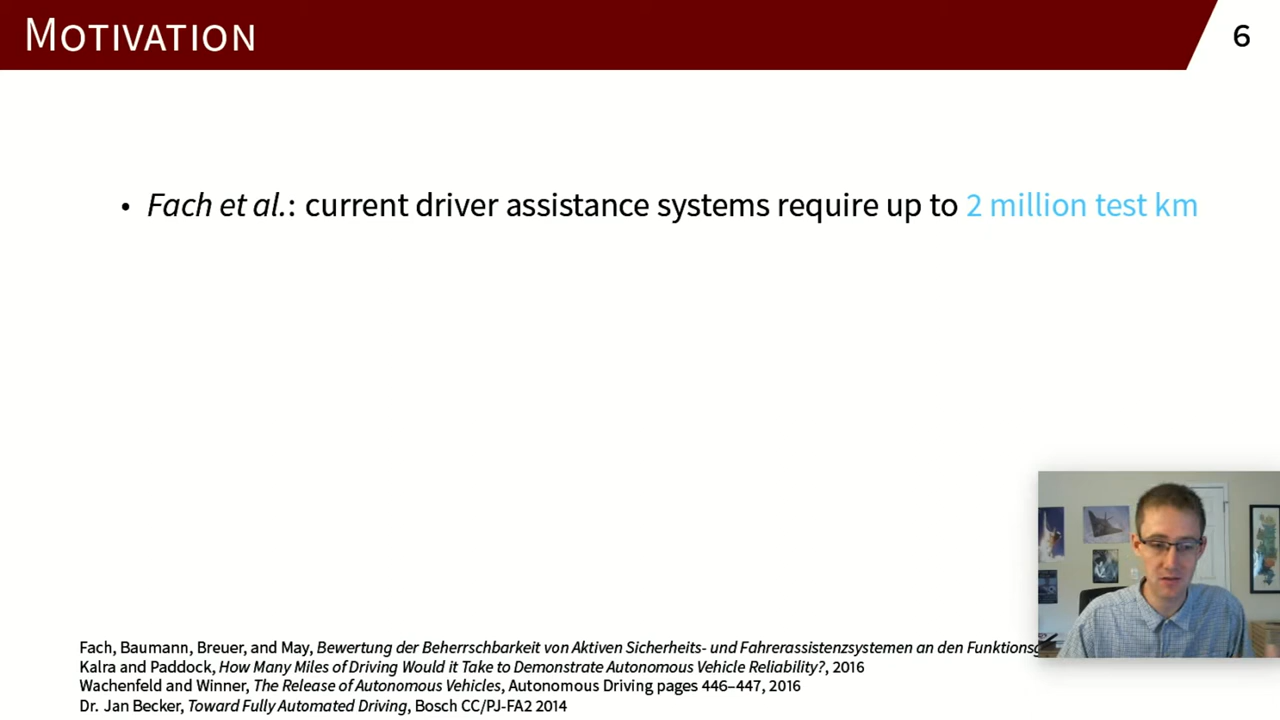 MOTIVATION
6
• Fach et al.: current driver assistance systems require up to 2 million test km
Fach, Baumann, Breuer, and May, Bewertung der Beherrschbarkeit von Aktiven Sicherheits- und Fahrerassistenzsystemen an den
Kalra and Paddock, How Many Miles of Driving Would it Take to Demonstrate Autonomous Vehicle Reliability?, 2016
Wachenfeld and Winner, The Release of Autonomous Vehicles, Autonomous Driving pages 446–447, 2016
Dr. Jan Becker, Toward Fully Automated Driving, Bosch CC/PJ-FA2 2014